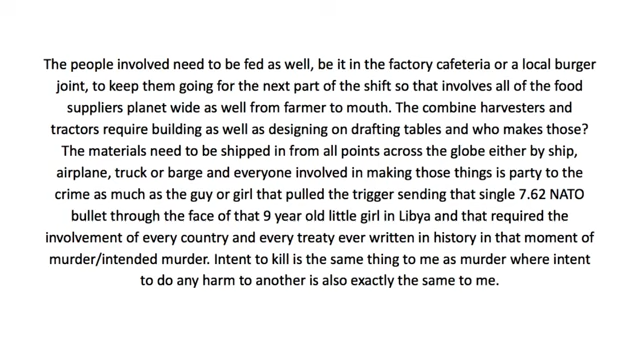 The people involved need to be fed as well, be it in the factory cafeteria or a local burger
joint, to keep them going for the next part of the shift so that involves all of the food
suppliers planet wide as well from farmer to mouth. The combine harvesters and
tractors require building as well as designing on drafting tables and who makes those?
The materials need to be shipped in from all points across the globe either by ship,
airplane, truck or barge and everyone involved in making those things is party to the
crime as much as the guy or girl that pulled the trigger sending that single 7.62 NATO
bullet through the face of that 9 year old little girl in Libya and that required the
involvement of every country and every treaty ever written in history in that moment of
murder/intended murder. Intent to kill is the same thing to me as murder where intent
to do any harm to another is also exactly the same to me.